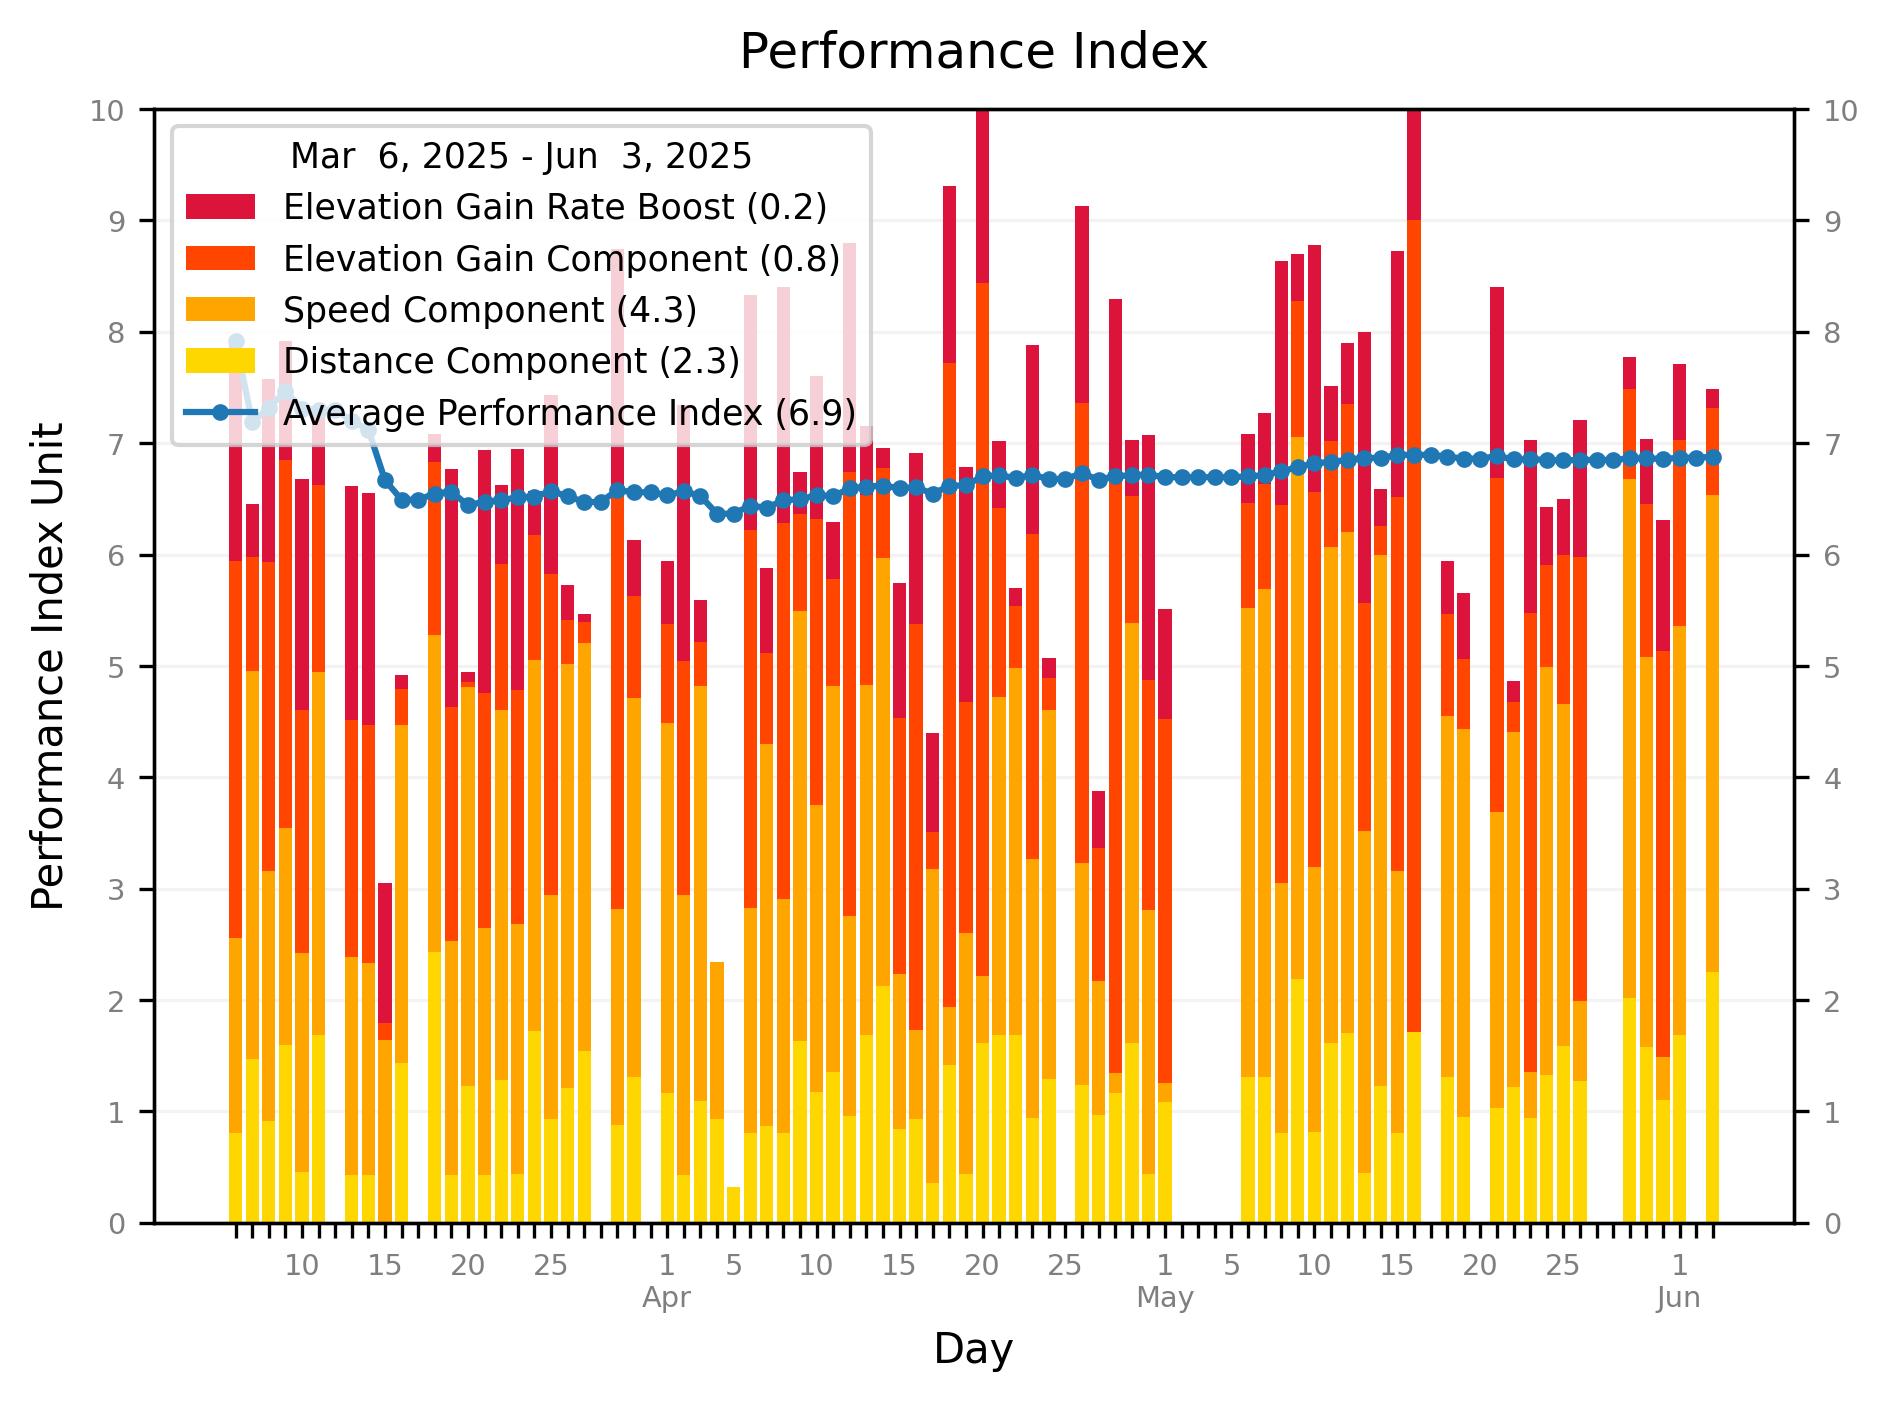 Performance Index
Mar  6, 2025 - Jun  3, 2025
Elevation Gain Rate Boost (0.2)
Elevation Gain Component (0.8)
Speed Component (4.3)
Distance Component (2.3)
Average Performance Index (6.9)
Performance Index Unit
10
9
8
7
6
5
4
3
2
1
0
10
9
8
7
6
5
4
3
2
1
0
10 15 20 25 1 5 10 15 20 25 1 5 10 15 20 25 1
Apr May Jun
Day